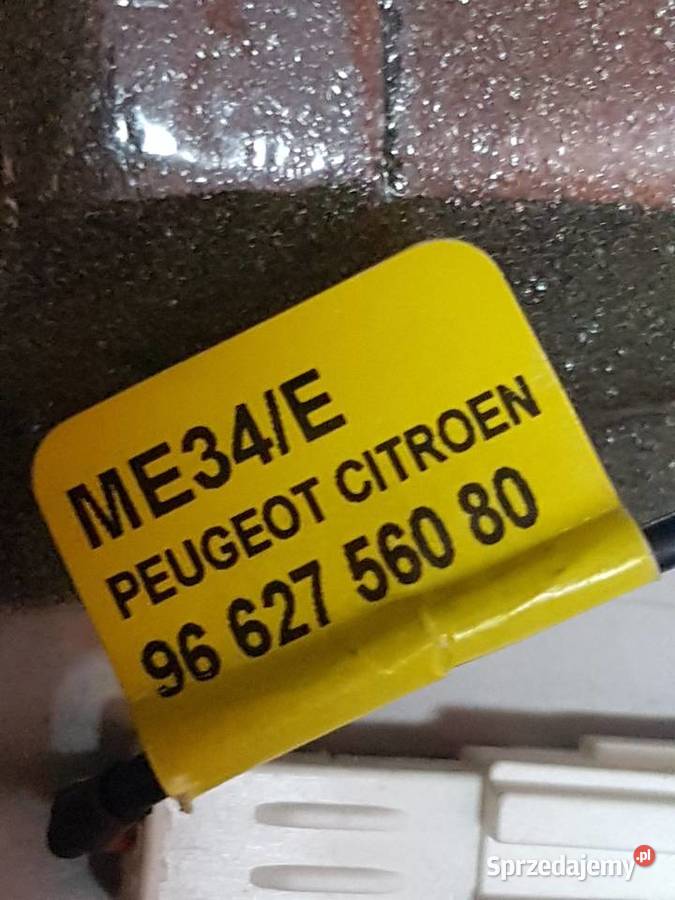 ME34/E
PEUGEOT CITROEN
96 627 560 80
Sprzedajemy.pl